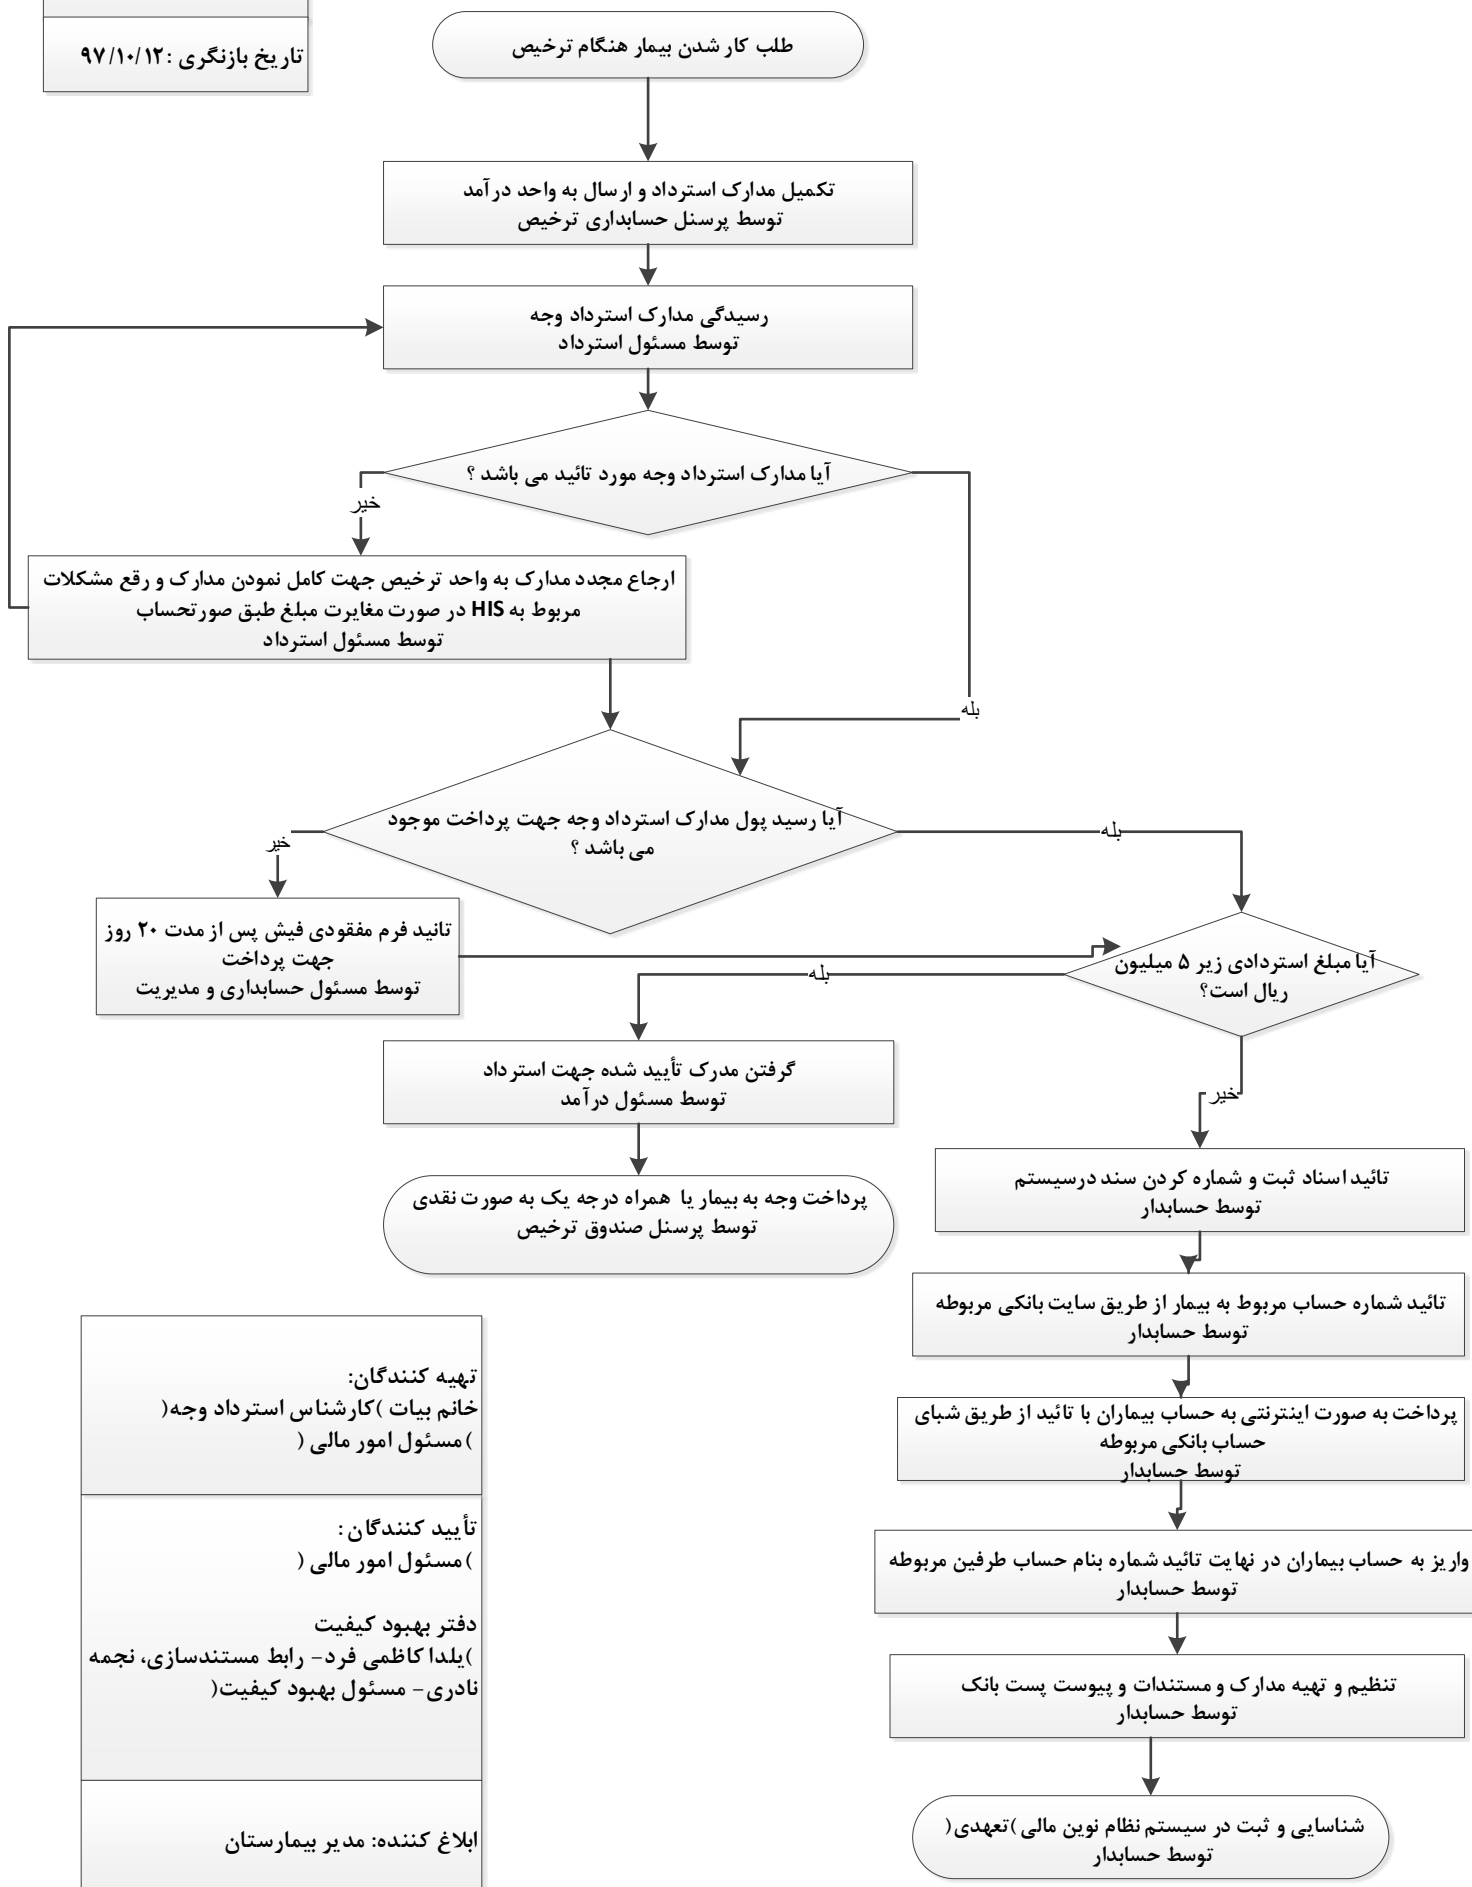 تاریخ بازنگری :۹۷/۱۰/۱۲
طلب کار شدن بیمار هنگام ترخیص
تکمیل مدارک استرداد و ارسال به واحد درآمد
توسط پرسنل حسابداری ترخیص
رسیدگی مدارک استرداد وجه
توسط مسئول استرداد
آیا مدارک استرداد وجه مورد تائید می باشد ؟
خیر
بله
ارجاع مجدد مدارک به واحد ترخیص جهت کامل نمودن مدارک و رقع مشکلات
مربوط به HIS در صورت مغایرت مبلغ طبق صورتحساب
توسط مسئول استرداد
آیا رسید پول مدارک استرداد وجه جهت پرداخت موجود
می باشد ؟
خیر
بله
تانید فرم مفقودی فیش پس از مدت ۲۰ روز
جهت پرداخت
توسط مسئول حسابداری و مدیریت
آیا مبلغ استردادی زیر ۵ میلیون
ریال است؟
بله
خیر
گرفتن مدرک تأیید شده جهت استرداد
توسط مسئول درآمد
پرداخت وجه به بیمار یا همراه درجه یک به صورت نقدی
توسط پرسنل صندوق ترخیص
تائید اسناد ثبت و شماره کردن سند درسیستم
توسط حسابدار
تائید شماره حساب مربوط به بیمار از طریق سایت بانکی مربوطه
توسط حسابدار
پرداخت به صورت اینترنتی به حساب بیماران با تائید از طریق شبای
حساب بانکی مربوطه
توسط حسابدار
واریز به حساب بیماران در نهایت تائید شماره بنام حساب طرفین مربوطه
توسط حسابدار
تنظیم و تهیه مدارک و مستندات و پیوست پست بانک
توسط حسابدار
شناسایی و ثبت در سیستم نظام نوین مالی )تعهدی(
توسط حسابدار
تهیه کنندگان:
خانم بیات )کارشناس استرداد وجه(
)مسئول امور مالی (
تأیید کنندگان:
)مسئول امور مالی (
دفتر بهبود کیفیت
)یلدا کاظمی فرد- رابط مستندسازی، نجمه
نادری- مسئول بهبود کیفیت(
ابلاغ کننده: مدیر بیمارستان